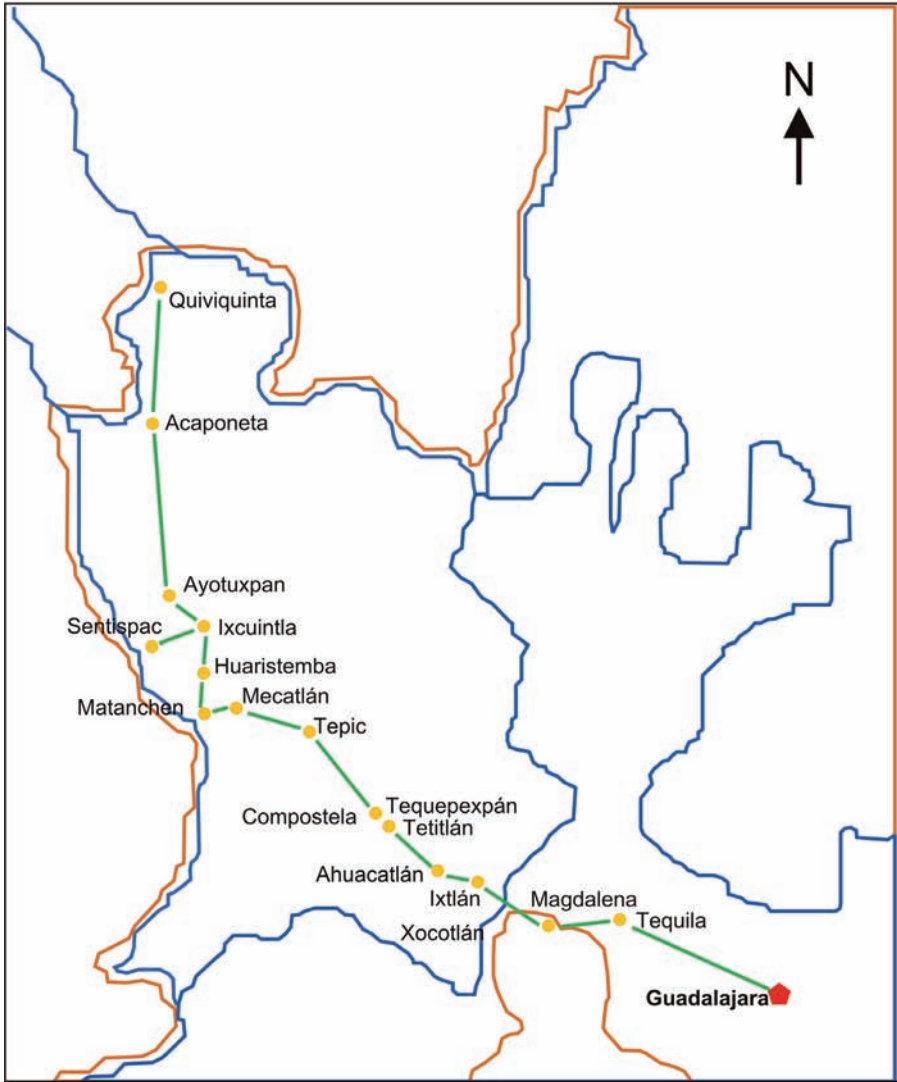 N
Quiviquinta
Acaponeta
Ayotuxpan
Sentispac
Ixcuintla
Huaristemba
Mecatlán
Matanchen
Tepic
Tequepexpán
Compostela
Tetitlán
Ahuacatlán
Ixtlán
Magdalena
Tequila
Xocotlán
Guadalajara